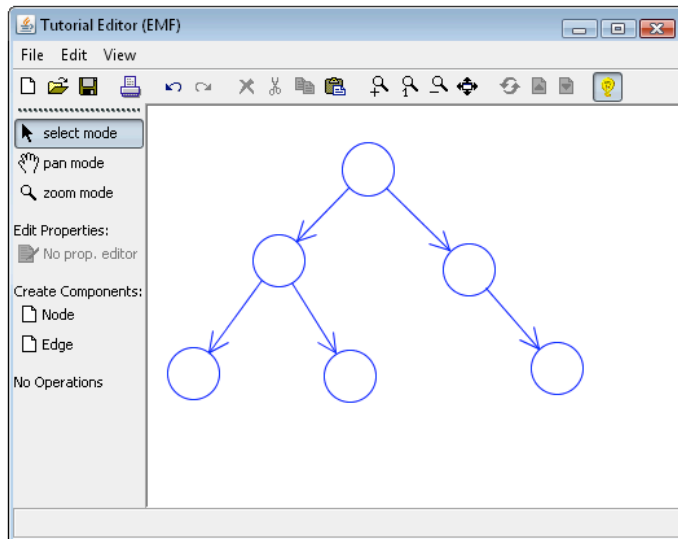 Tutorial Editor (EMF)
File Edit View
select mode
pan mode
zoom mode
Edit Properties:
No prop. editor
Create Components:
Node
Edge
No Operations